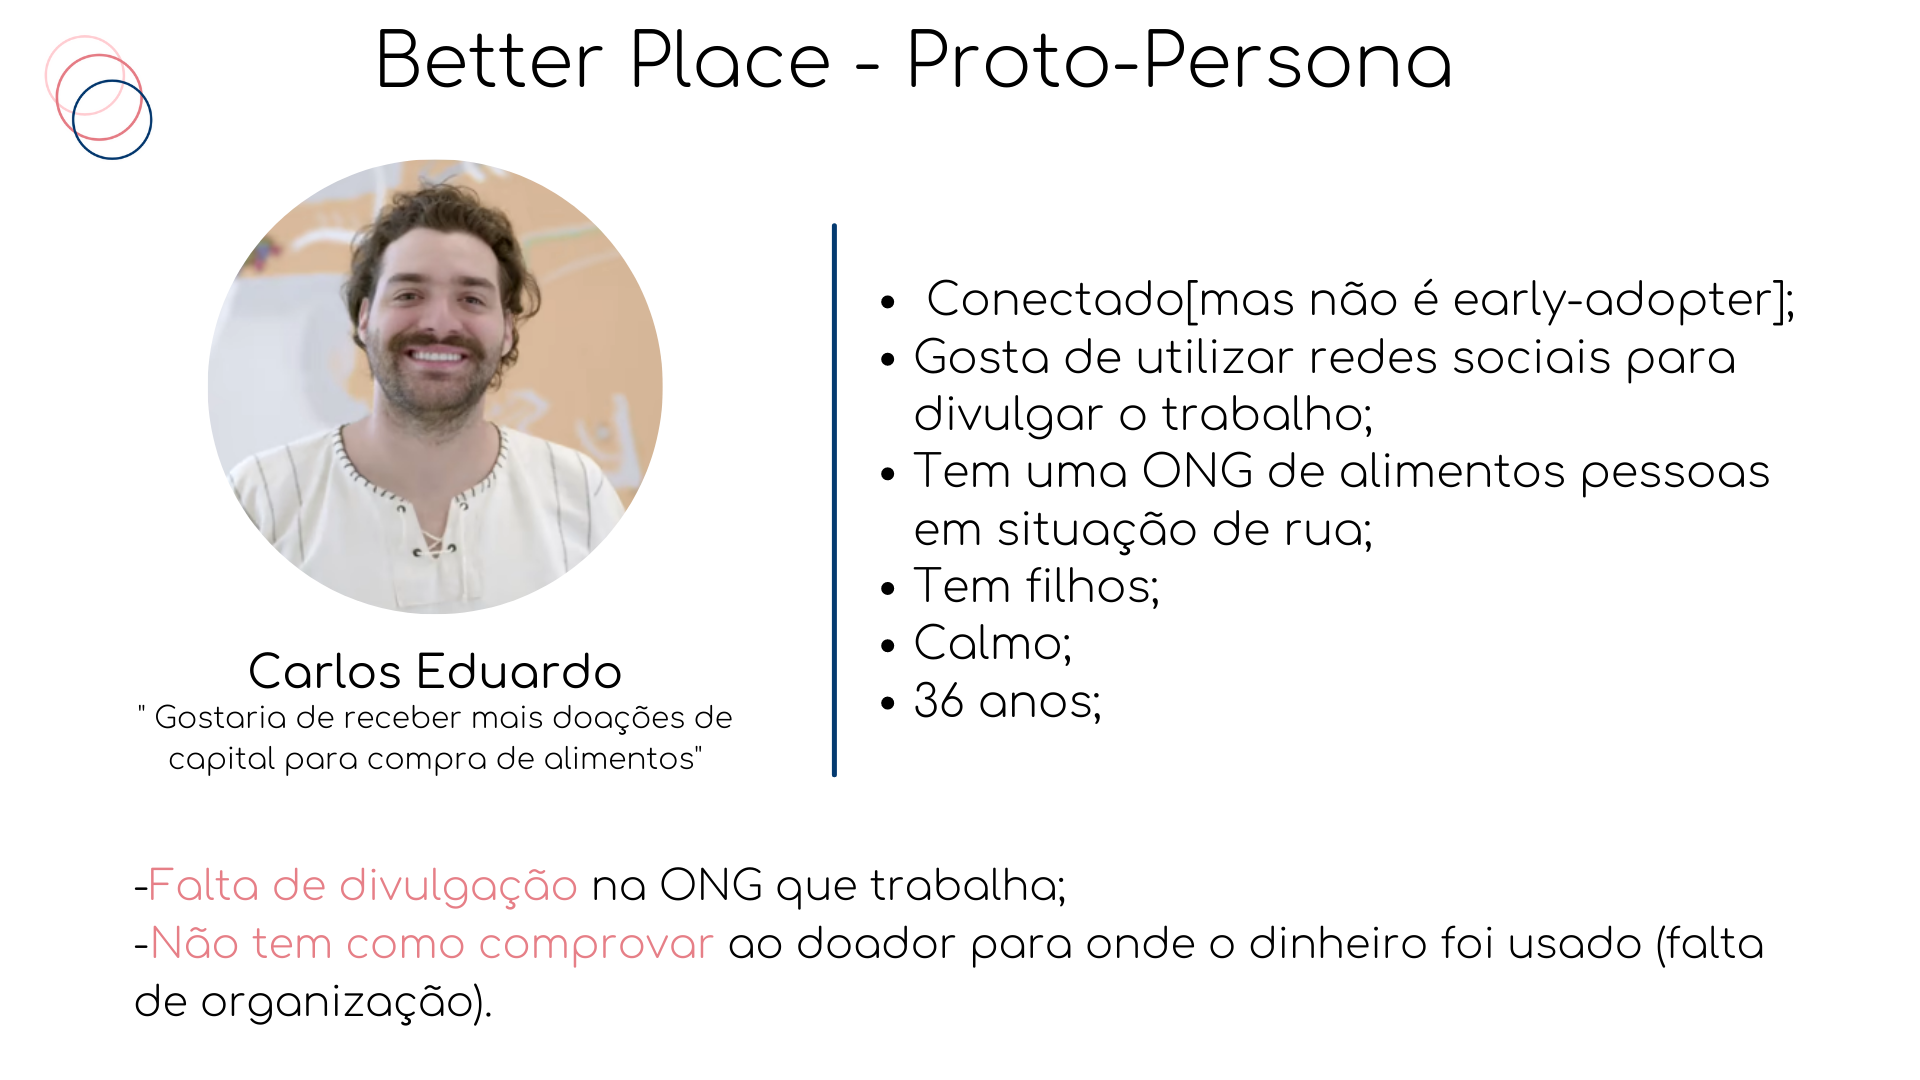 Better Place - Proto-Persona
Carlos Eduardo
" Gostaria de receber mais doações de
capital para compra de alimentos"
• Conectado[mas não é early-adopter];
• Gosta de utilizar redes sociais para
divulgar o trabalho;
• Tem uma ONG de alimentos pessoas
em situação de rua;
• Tem filhos;
• Calmo;
• 36 anos;
-Falta de divulgação na ONG que trabalha;
-Não tem como comprovar ao doador para onde o dinheiro foi usado (falta
de organização).